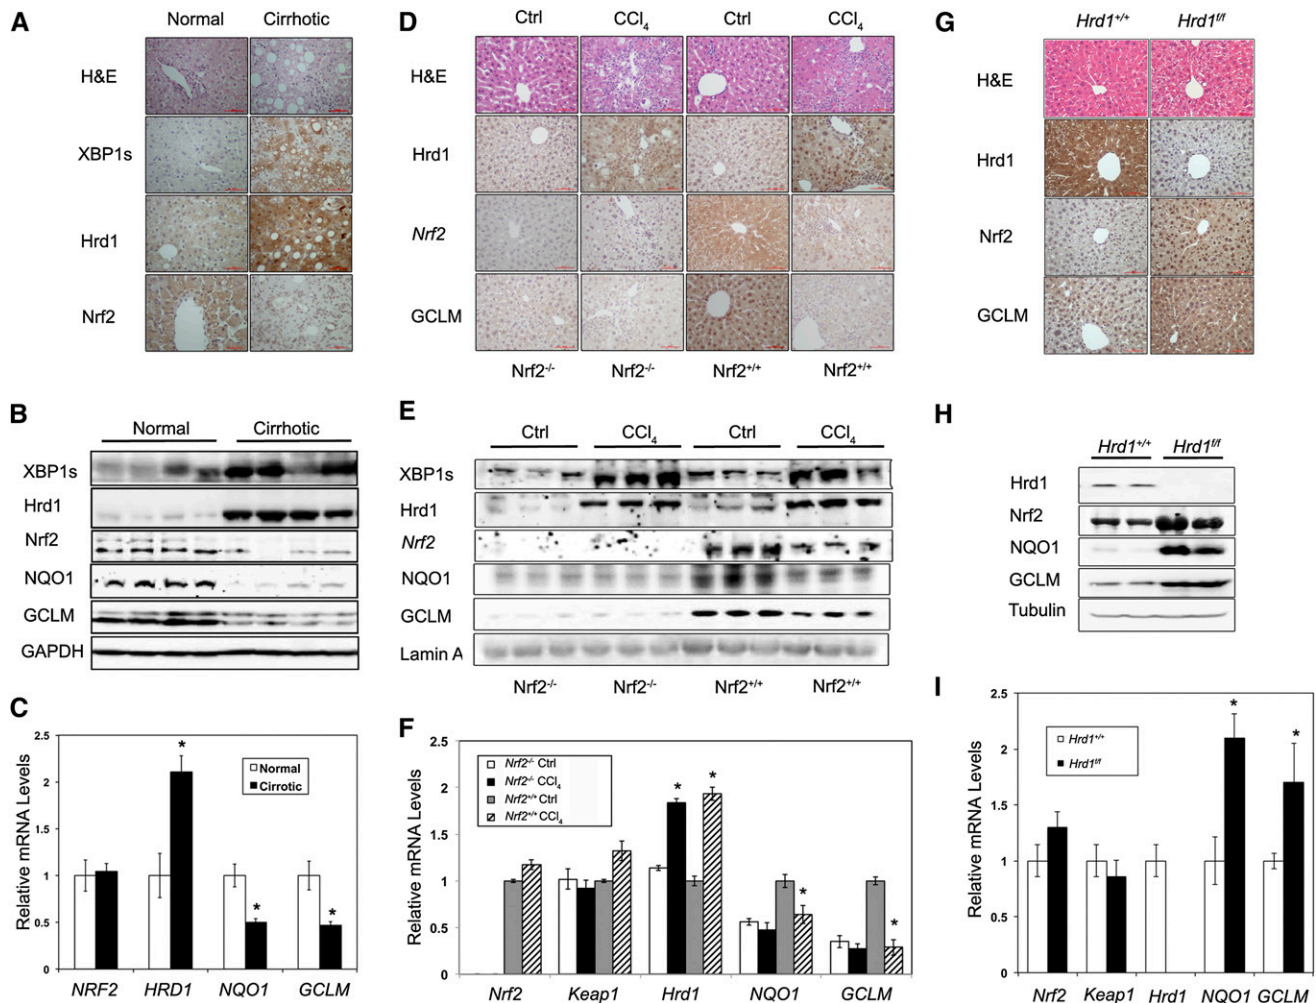 A
Normal Cirrhotic
H&E
XBP1s
Hrd1
Nrf2
B
Normal Cirrhotic
XBP1s
Hrd1
Nrf2
NQO1
GCLM
GAPDH
C
Relative mRNA Levels
2.5
2
1.5
1
0.5
0
Normal
Cirrotic
*
*
*
NRF2 HRD1 NQO1 GCLM
D
Ctrl CCl4 Ctrl CCl4
H&E
Hrd1
Nrf2
GCLM
Nrf2-/- Nrf2-/- Nrf2+/+ Nrf2+/+
E
Ctrl CCl4 Ctrl CCl4
XBP1s
Hrd1
Nrf2
NQO1
GCLM
Lamin A
Nrf2-/- Nrf2-/- Nrf2+/+ Nrf2+/+
F
Relative mRNA Levels
2.5
2
1.5
1
0.5
0
Nrf2-/- Ctrl
Nrf2-/- CCl4
Nrf2+/+ Ctrl
Nrf2+/+ CCl4
* *
*
*
Nrf2 Keap1 Hrd1 NQO1 GCLM
G
Hrd1+/+ Hrd1f/f
H&E
Hrd1
Nrf2
GCLM
H
Hrd1+/+ Hrd1f/f
Hrd1
Nrf2
NQO1
GCLM
Tubulin
I
Relative mRNA Levels
2.5
2
1.5
1
0.5
0
Hrd1+/+
Hrd1f/f
*
*
Nrf2 Keap1 Hrd1 NQO1 GCLM